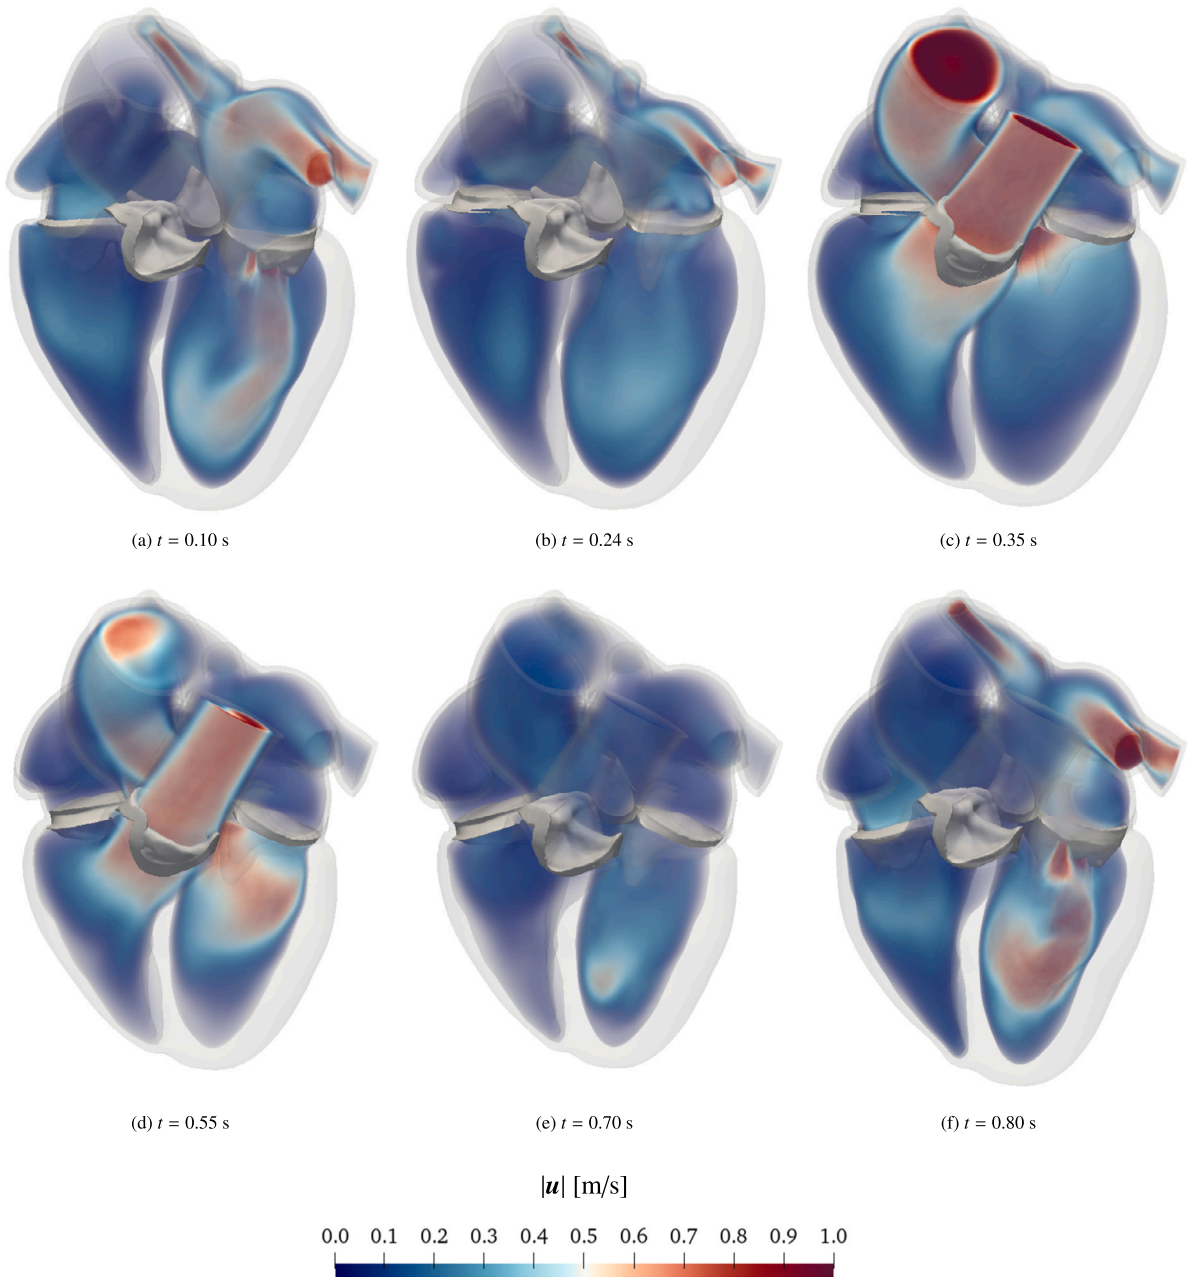 (a) t = 0.10 s (b) t = 0.24 s (c) t = 0.35 s
(d) t = 0.55 s (e) t = 0.70 s (f) t = 0.80 s
|u| [m/s]
0.0 0.1 0.2 0.3 0.4 0.5 0.6 0.7 0.8 0.9 1.0